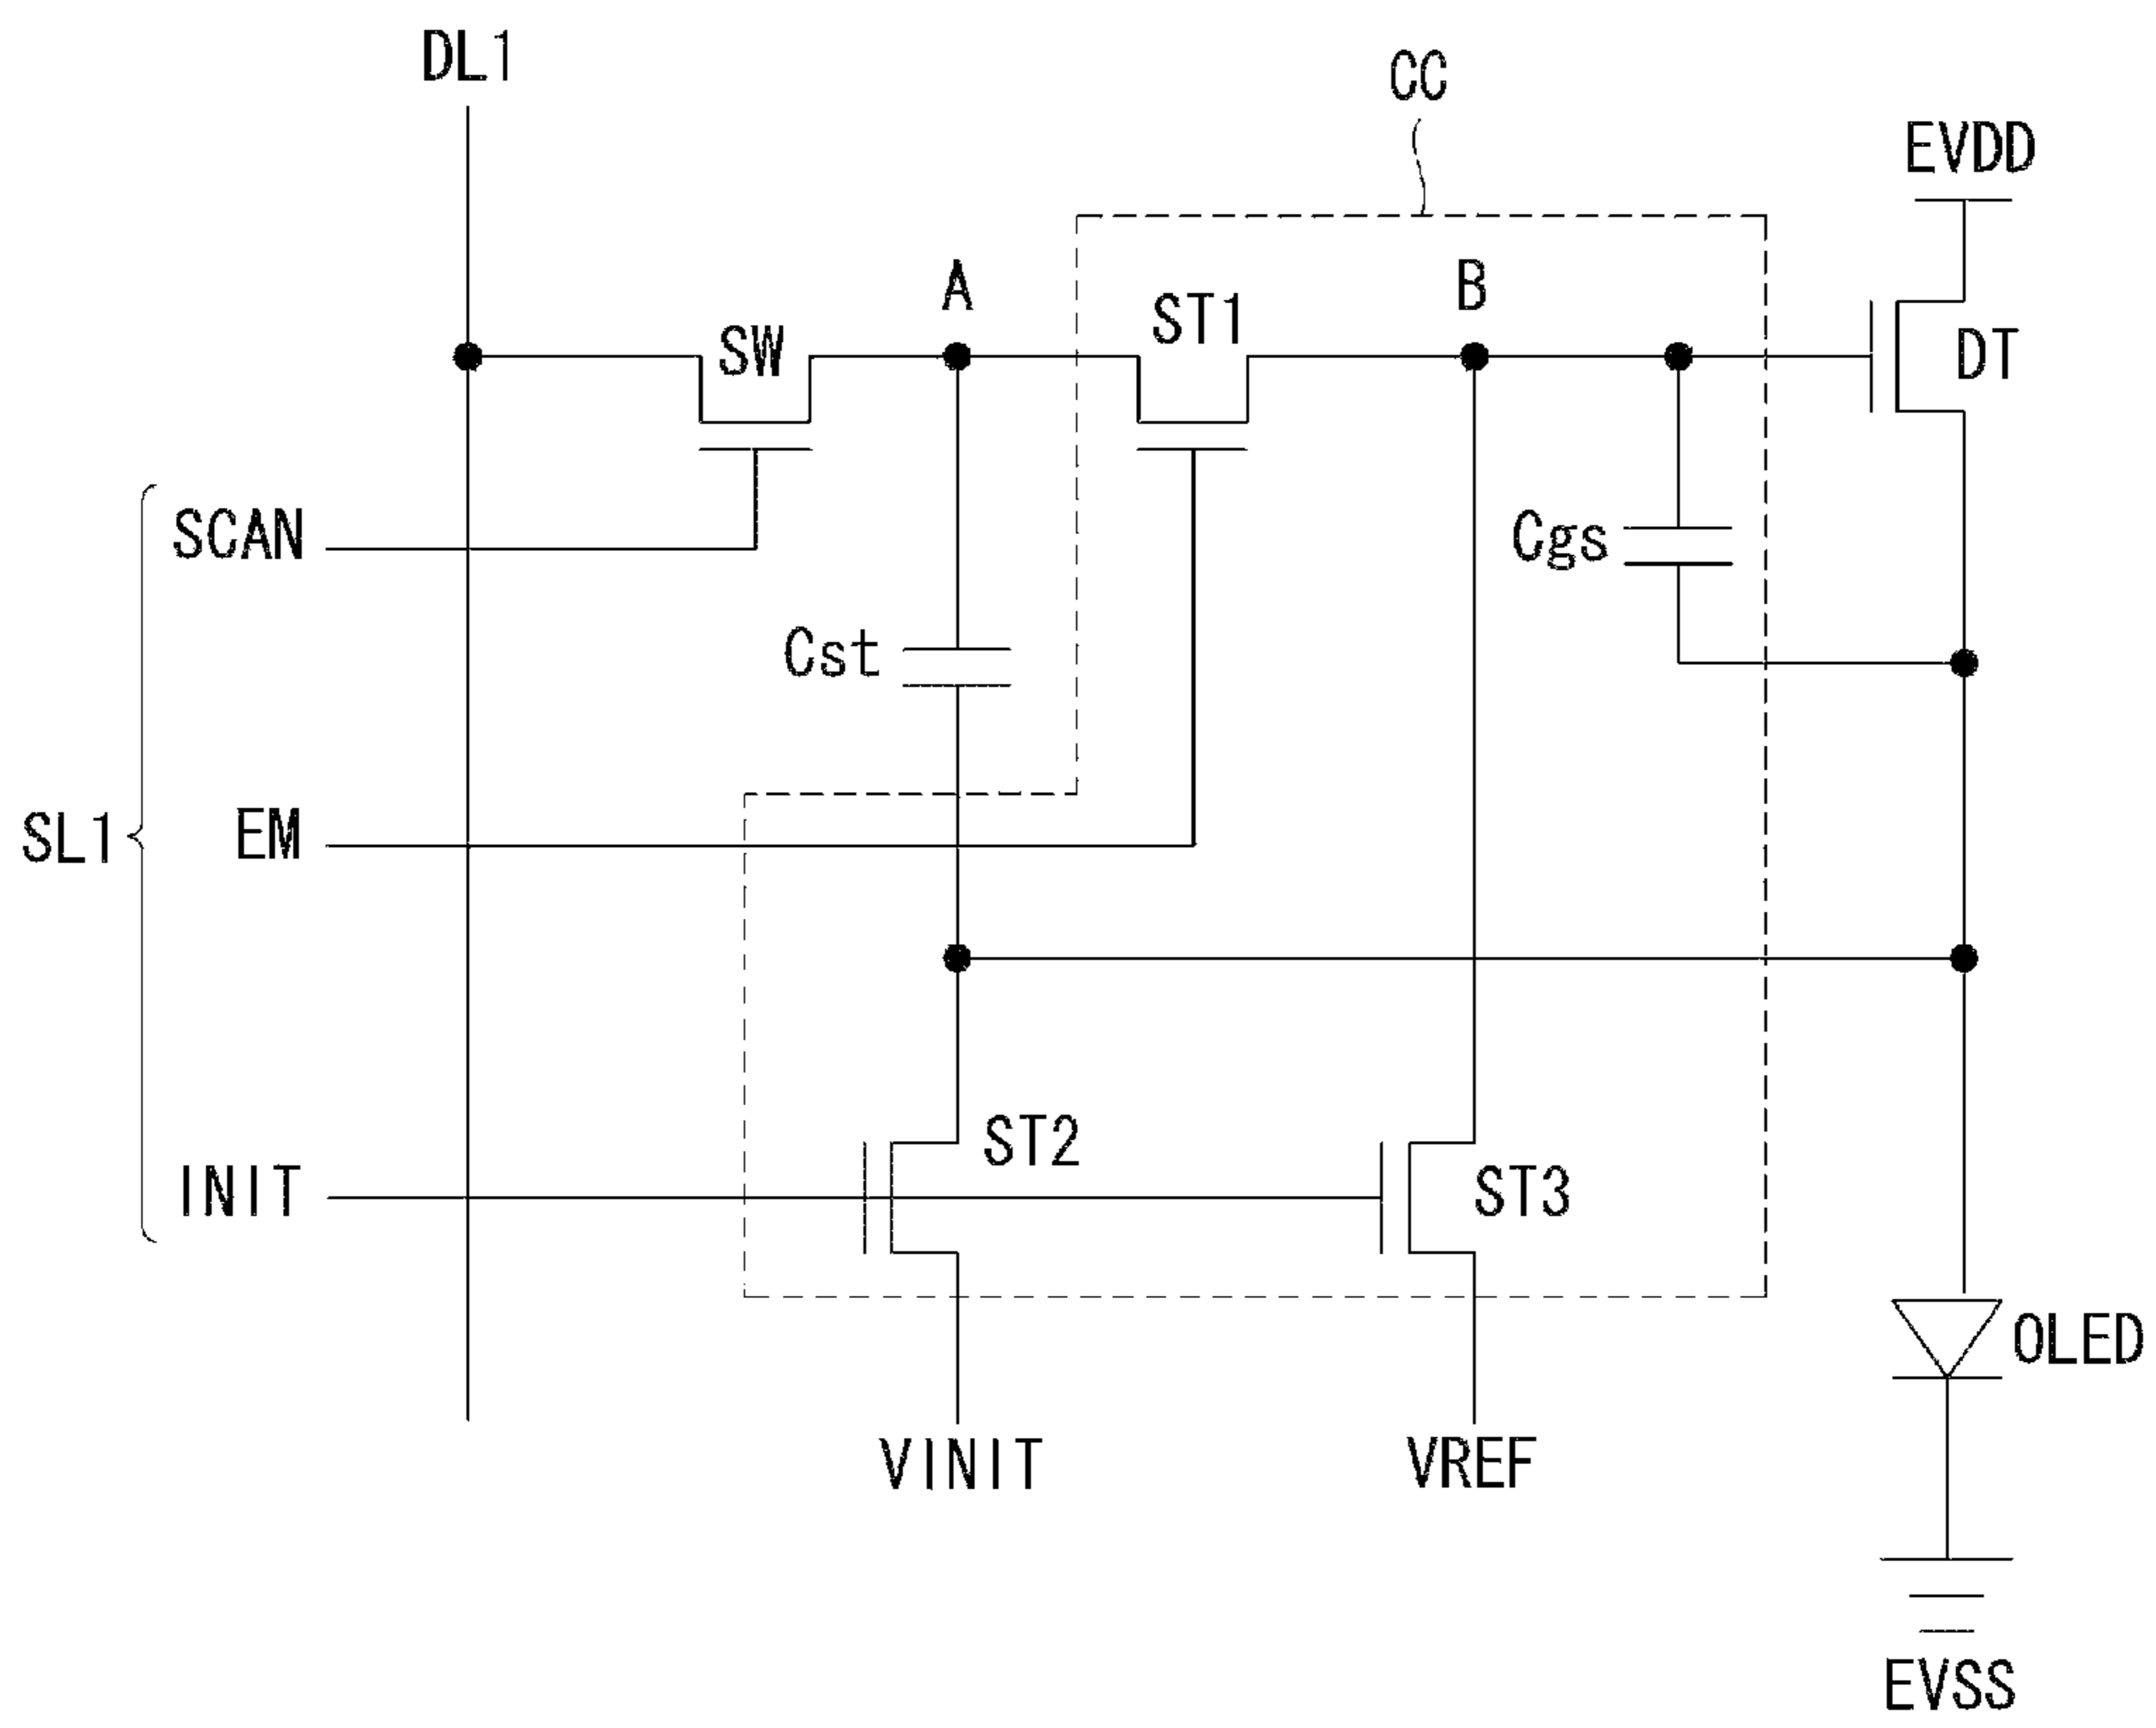 DL1
CC
EVDD
A
B
ST1
SW
DT
SCAN
Cgs
Cst
SL1
EM
ST2
INIT
ST3
OLED
VINIT
VREF
EVSS